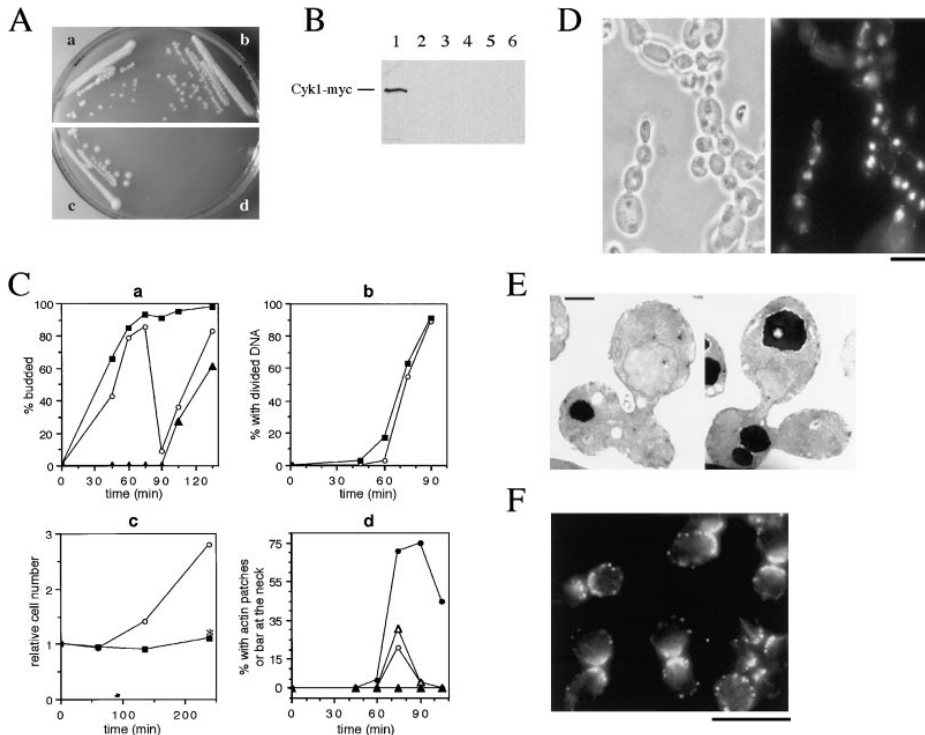 A
a
b
c
d
B
1 2 3 4 5 6
Cyk1-myc
D
C
a
% budded
100
80
60
40
20
0
0 30 60 90 120
time (min)
b
% with divided DNA
100
80
60
40
20
0
0 30 60 90
time (min)
c
relative cell number
3
2
1
0
0 100 200
*
time (min)
d
% with actin patches
or bar at the neck
75
60
45
35
15
0
0 30 60 90
time (min)
E
F